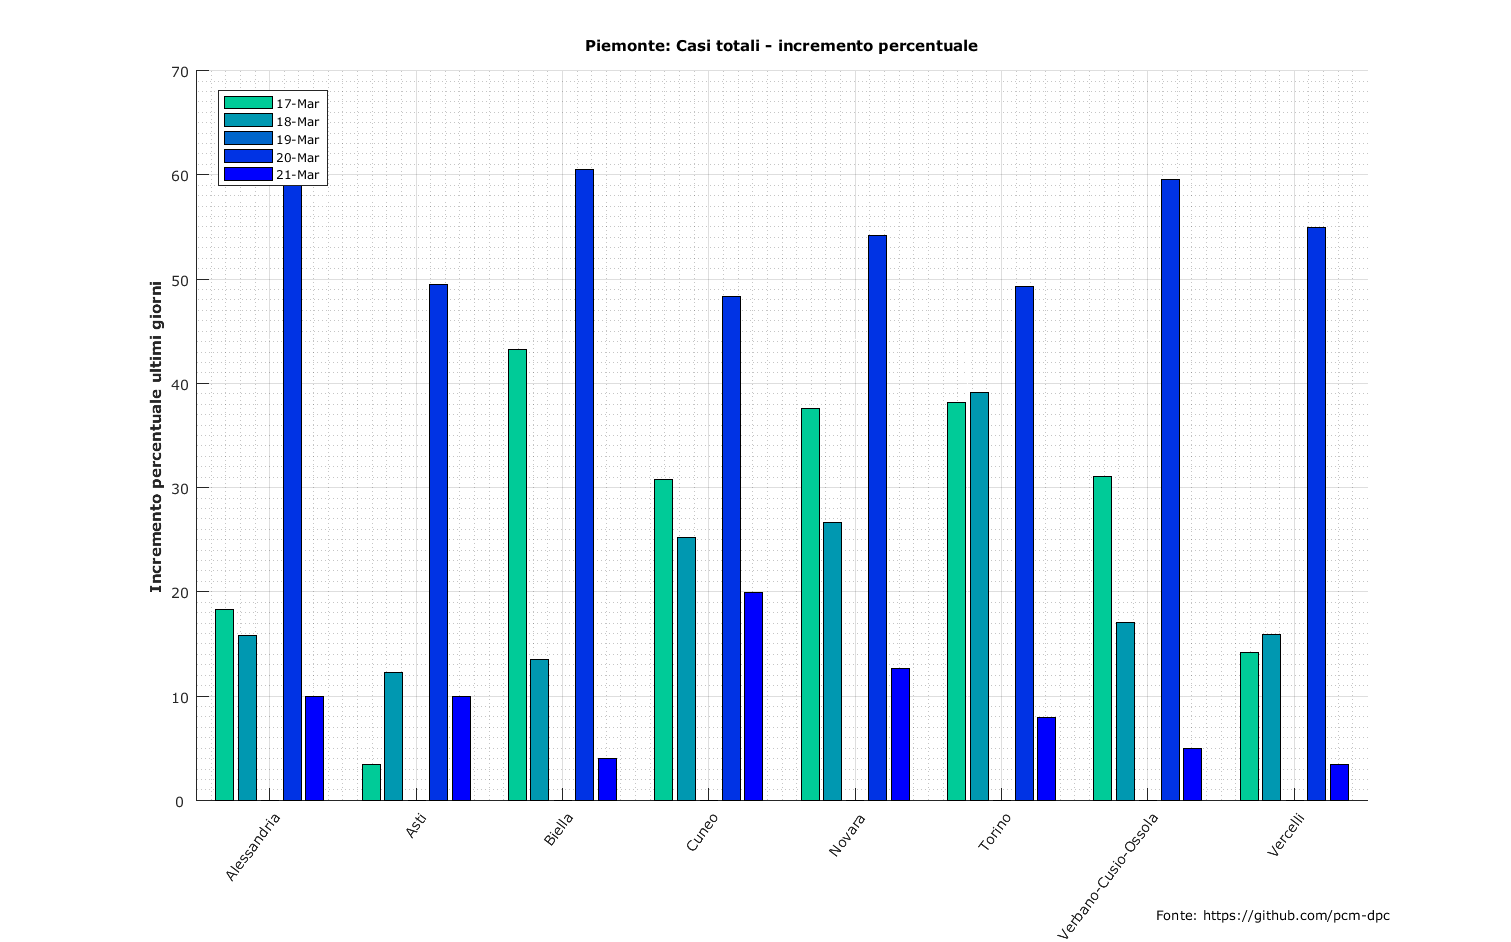 Piemonte: Casi totali - incremento percentuale
70
60
50
40
30
20
10
0
Incremento percentuale ultimi giorni
17-Mar
18-Mar
19-Mar
20-Mar
21-Mar
Alessandria
Asti
Biella
Cuneo
Novara
Torino
Verbano-Cusio-Ossola
Vercelli
Fonte: https://github.com/pcm-dpc